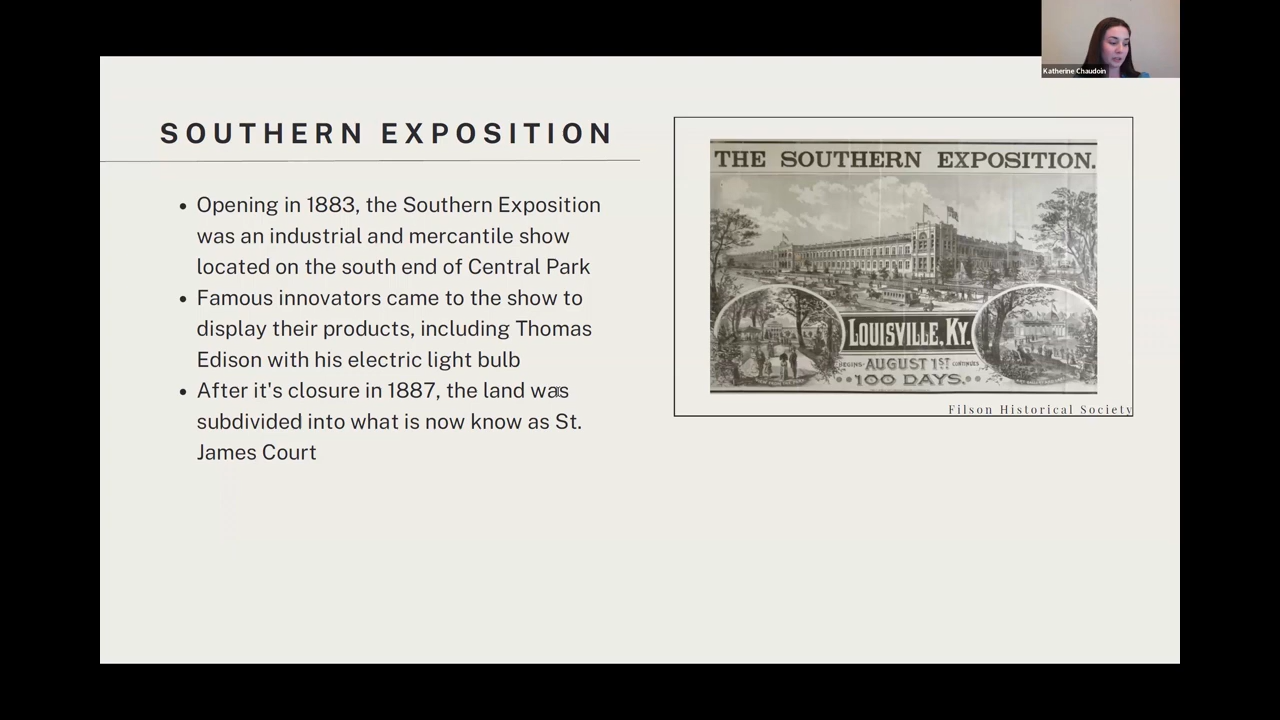 Katherine Chaudoin
SOUTHERN EXPOSITION
Opening in 1883, the Southern Exposition
was an industrial and mercantile show
located on the south end of Central Park
Famous innovators came to the show to
display their products, including Thomas
Edison with his electric light bulb
After it's closure in 1887, the land was
subdivided into what is now know as St.
James Court
THE SOUTHERN EXPOSITION.
LOUISVILLE, KY.
BEGINS AUGUST 1ST CONTINUES
100 DAYS.
Filson Historical Society